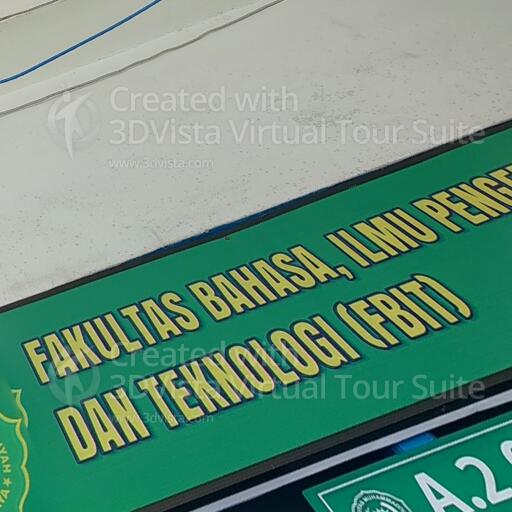 Created with
3DVista Virtual Tour Suite
www.3dvista.com
FAKULTAS BAHASA, ILMU PENGE
DAN TEKNOLOGI (FBIT)
Created with
3DVista Virtual Tour Suite
www.3dvista.com
A.2